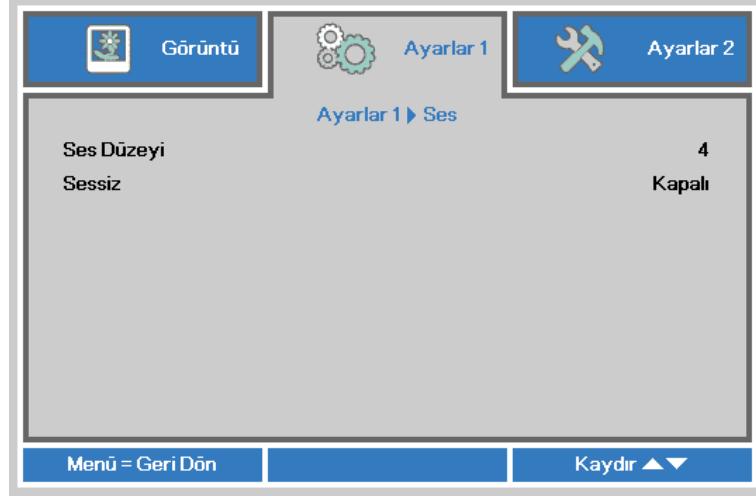 Görüntü
Ayarlar 1
Ayarlar 2
Ayarlar 1 ▶ Ses
Ses Düzeyi 4
Sessiz Kapalı
Menü = Geri Dön
Kaydır ▲▼